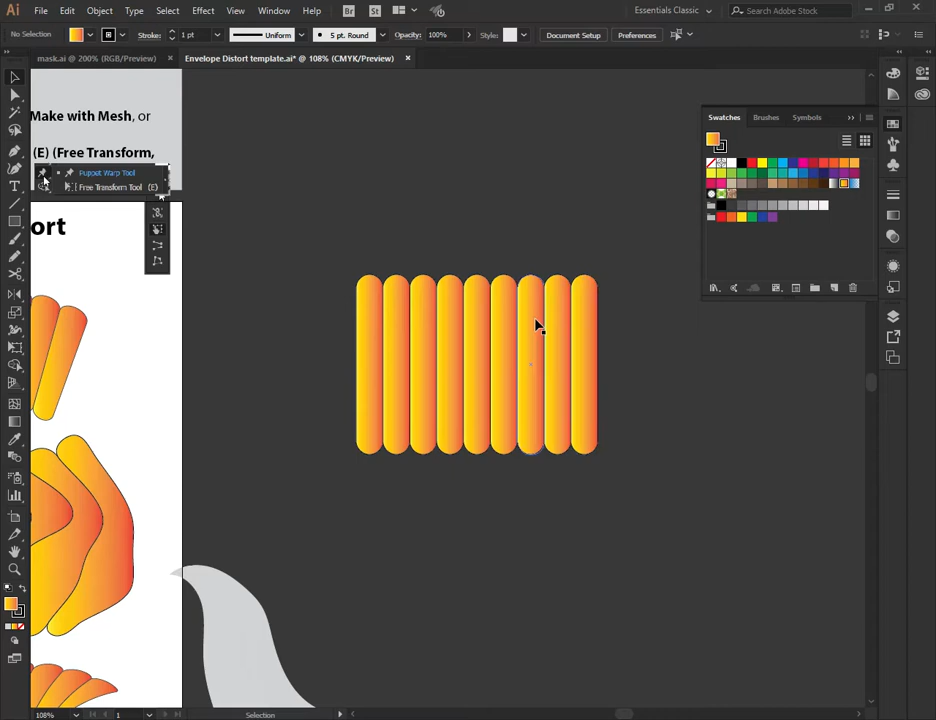 Ai File Edit Object Type Select Effect View Window Help Br St Essentials Classic Search Adobe Stock
No Selection Stroke: 1 pt Uniform 5 pt. Round Opacity: 100% Style: Document Setup Preferences
mask.ai @ 200% (RGB/Preview) × Envelope Distort template.ai* @ 108% (CMYK/Preview) ×
Make with Mesh, or
(E) (Free Transform,
Puppet Warp Tool
Free Transform Tool (E)
ort
Swatches Brushes Symbols
108% 1 Selection